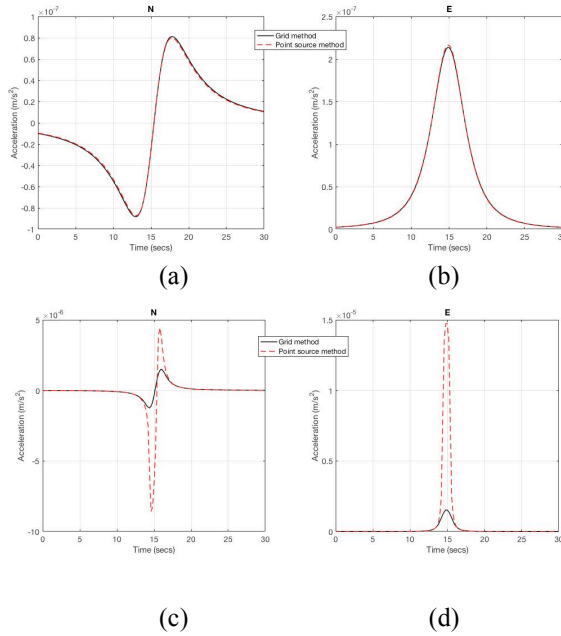 N
×10⁻⁷
1
0.8
0.6
0.4
0.2
0
-0.2
-0.4
-0.6
-0.8
-1
Acceleration (m/s²)
0 5 10 15 20 25 30
Time (secs)
(a)
E
×10⁻⁷
2.5
2
1.5
1
0.5
0
Acceleration (m/s²)
Grid method
Point source method
0 5 10 15 20 25 30
Time (secs)
(b)
N
×10⁻⁶
5
0
-5
-10
Acceleration (m/s²)
0 5 10 15 20 25 30
Time (secs)
(c)
E
×10⁻⁵
1.5
1
0.5
0
Acceleration (m/s²)
Grid method
Point source method
0 5 10 15 20 25 30
Time (secs)
(d)